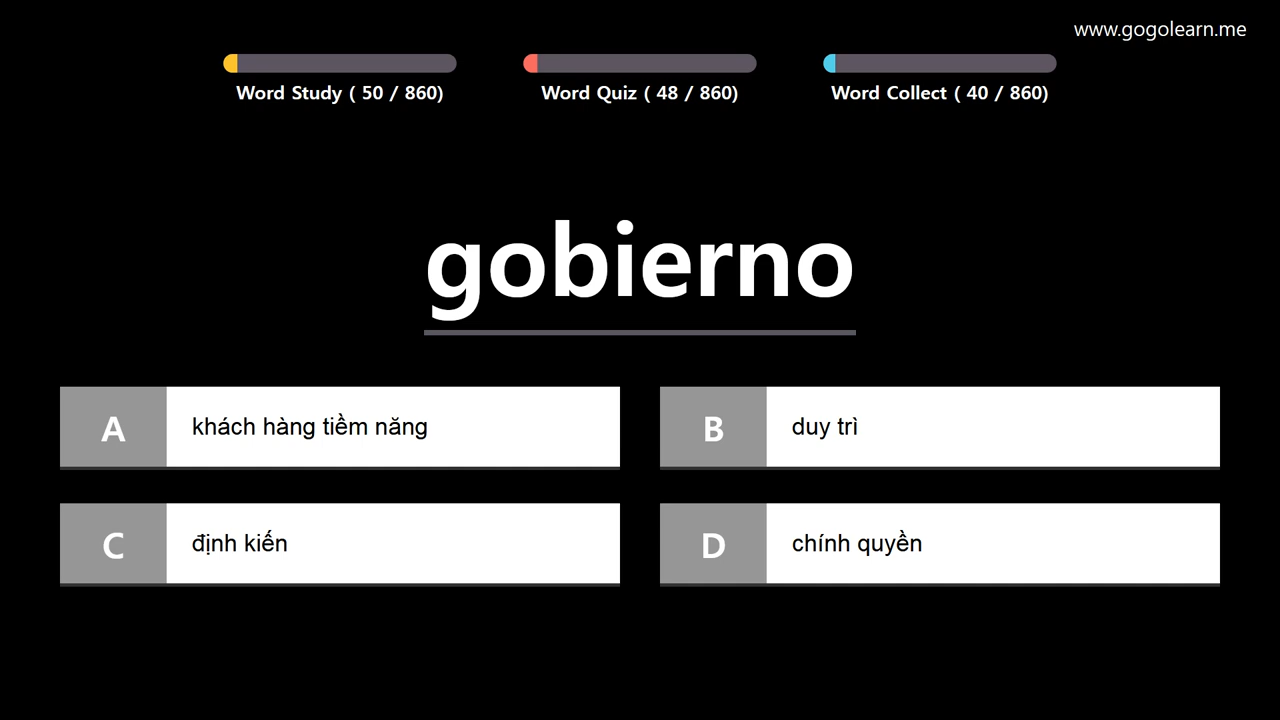 www.gogolearn.me
Word Study ( 50 / 860)
Word Quiz ( 48 / 860)
Word Collect ( 40 / 860)
gobierno
A
khách hàng tiềm năng
B
duy trì
C
định kiến
D
chính quyền